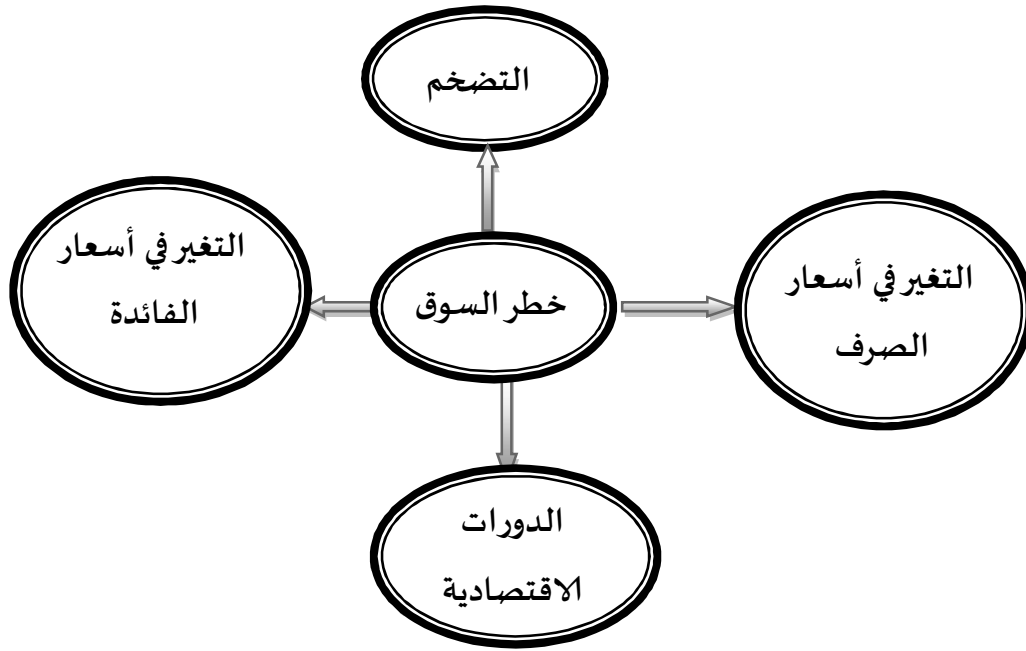 التضخم
التغير في أسعار
الصرف
خطر السوق
التغير في أسعار
الفائدة
الدورات
الاقتصادية